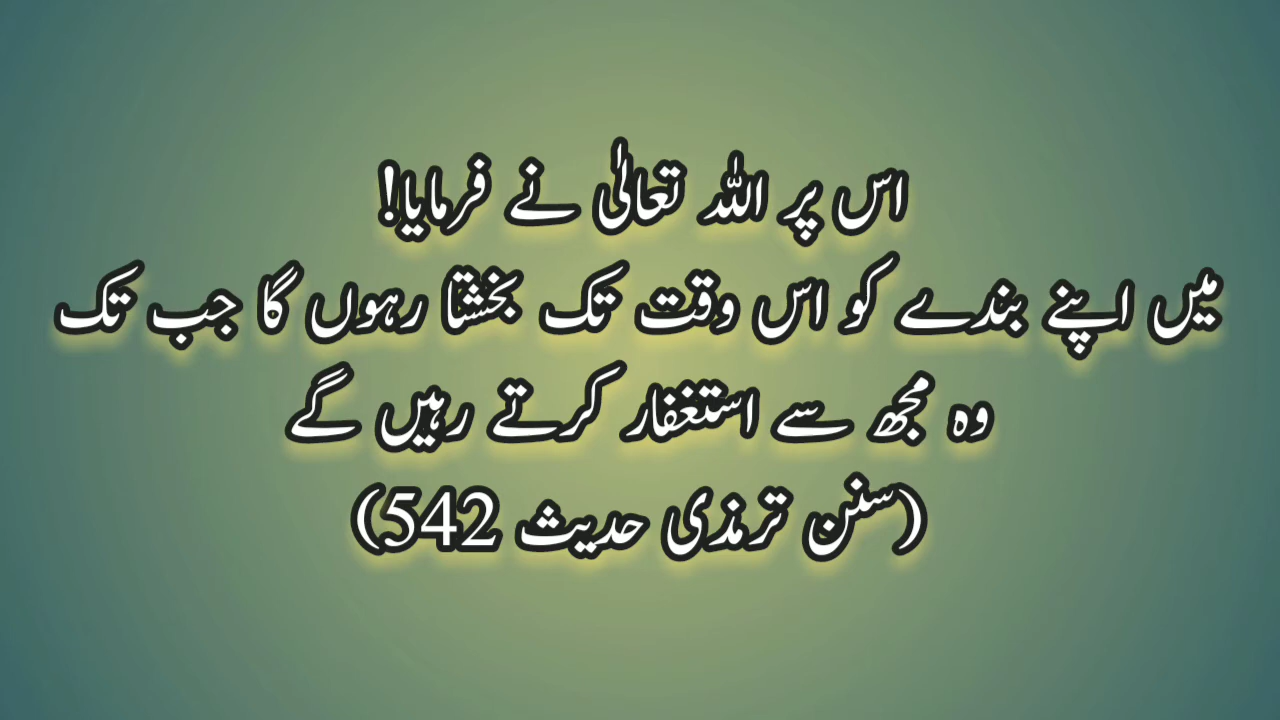 اس پر اللہ تعالٰی نے فرمایا!
میں اپنے بندے کو اس وقت تک بخشتا رہوں گا جب تک
وہ مجھ سے استغفار کرتے رہیں گے
(سنن ترمذی حدیث 542)